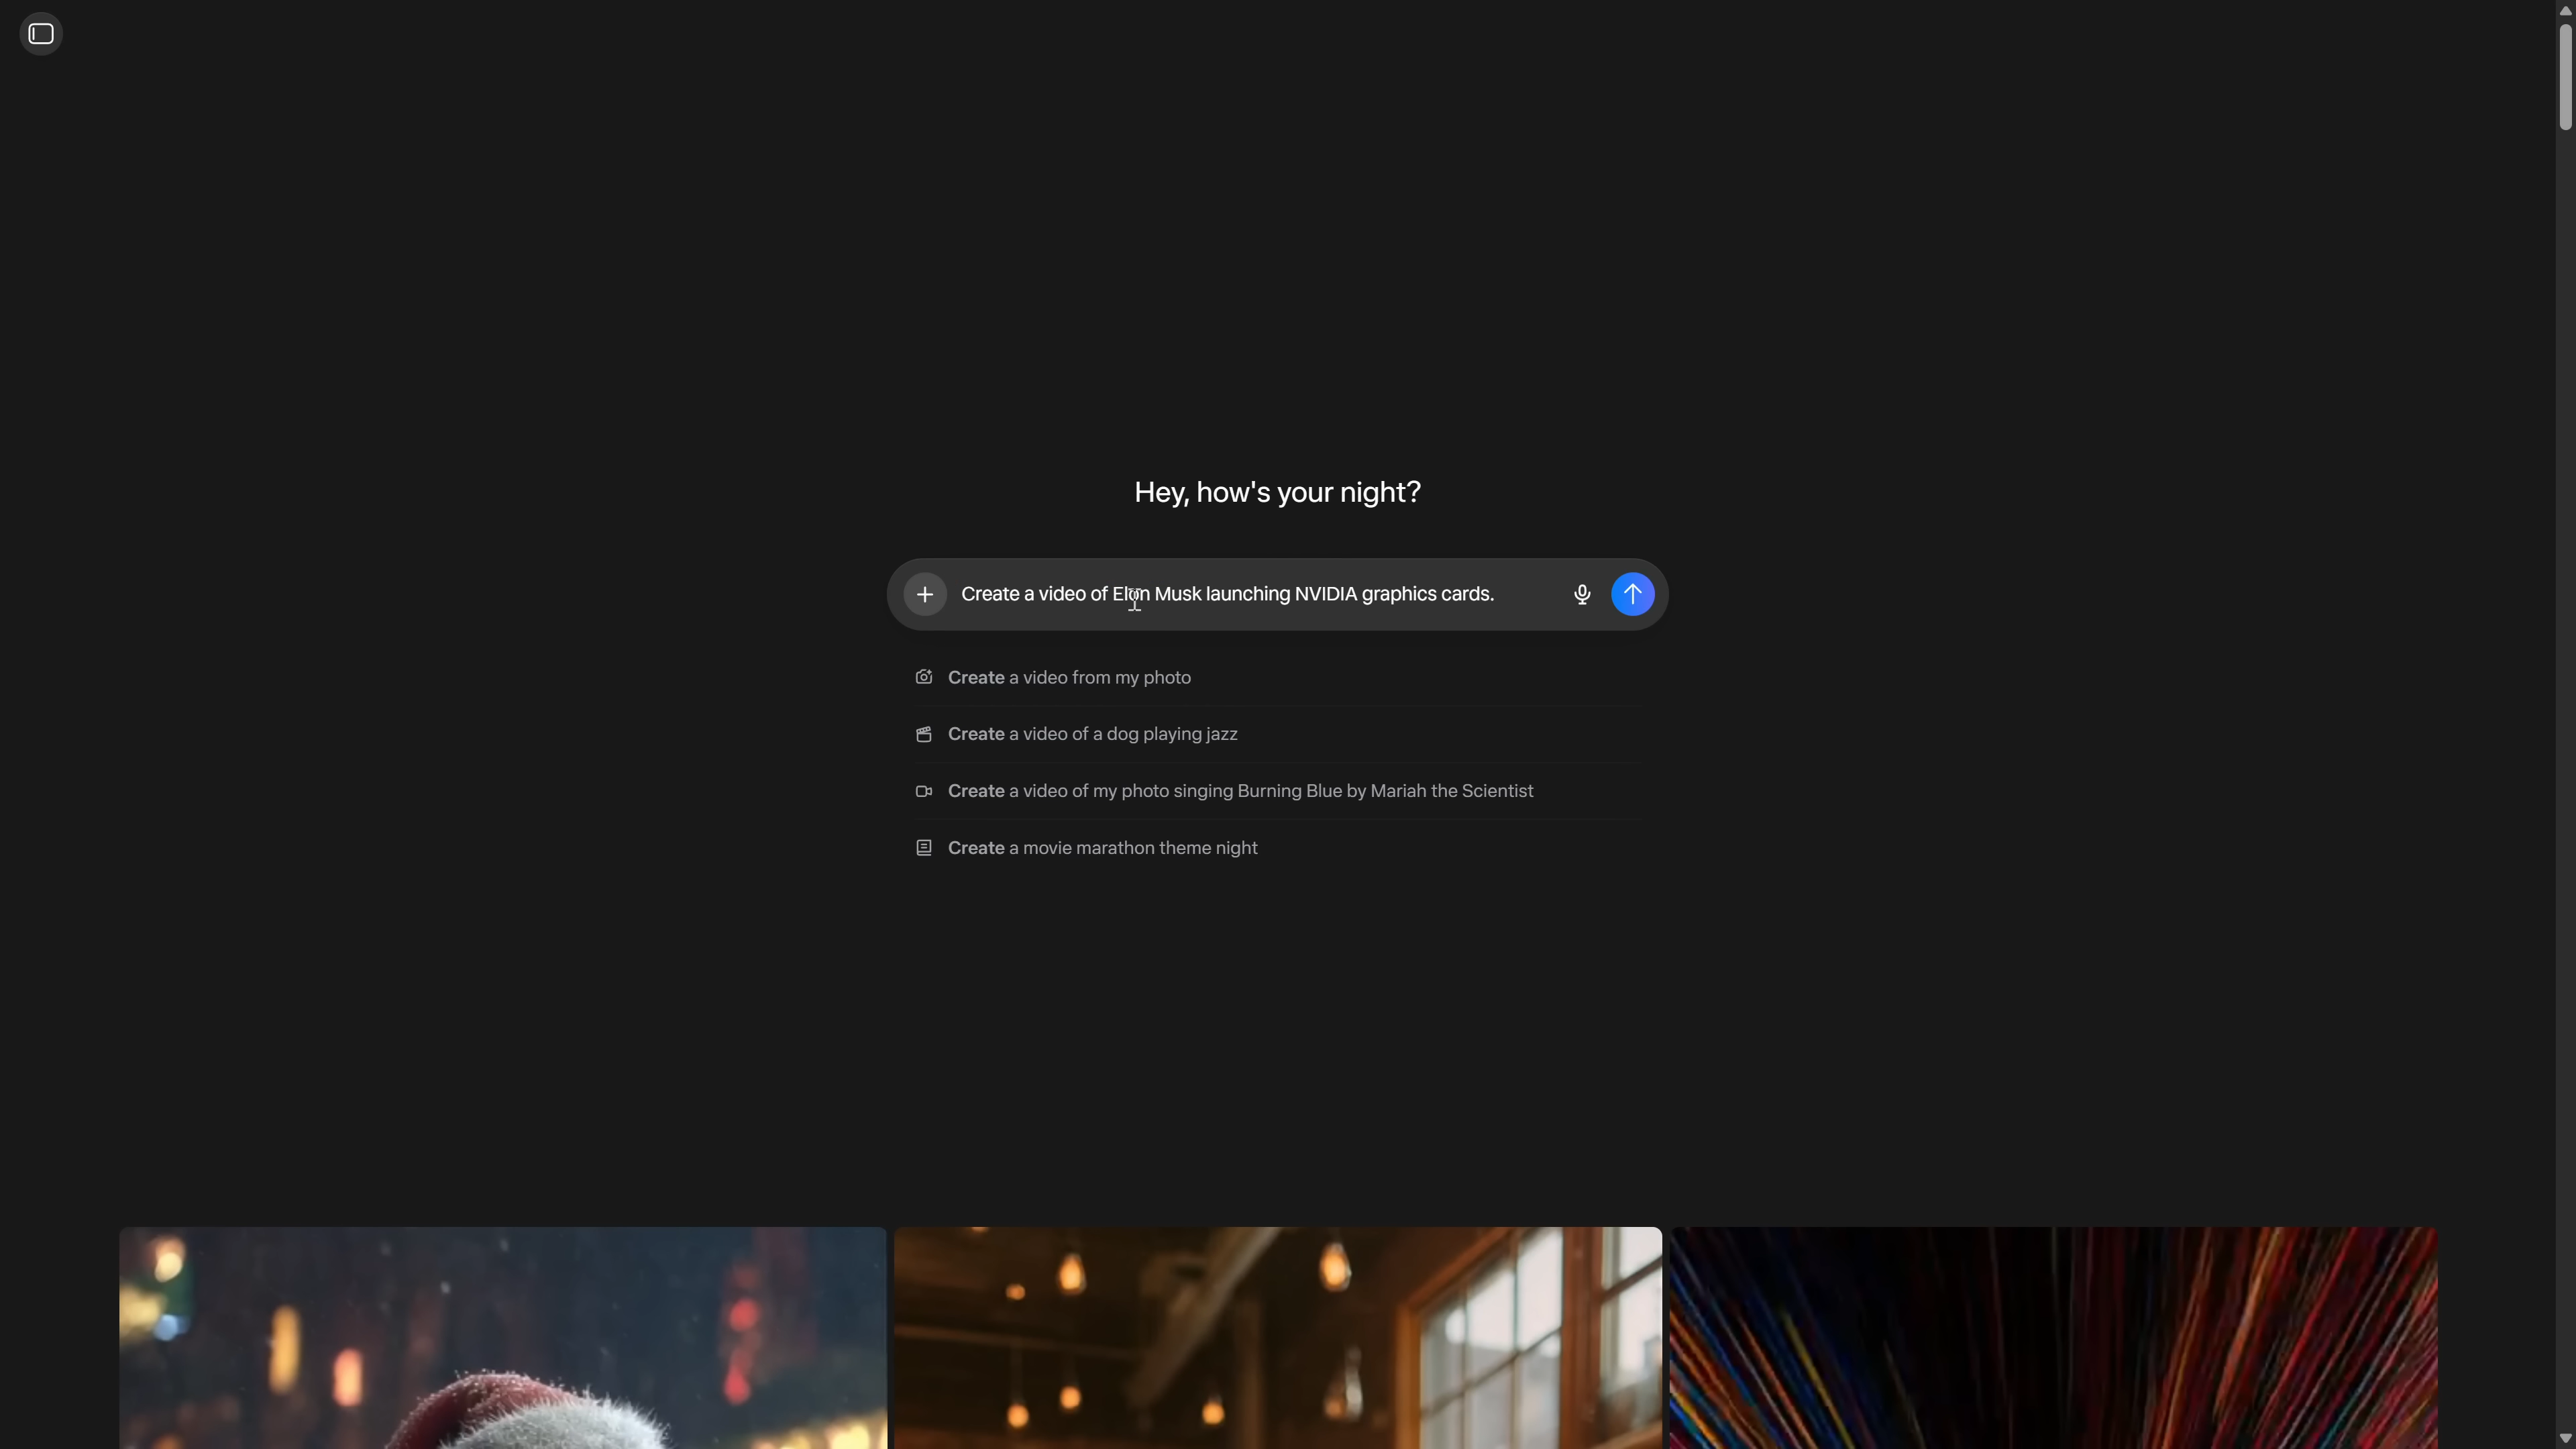 Hey, how's your night?
Create a video of Elon Musk launching NVIDIA graphics cards.
Create a video from my photo
Create a video of a dog playing jazz
Create a video of my photo singing Burning Blue by Mariah the Scientist
Create a movie marathon theme night